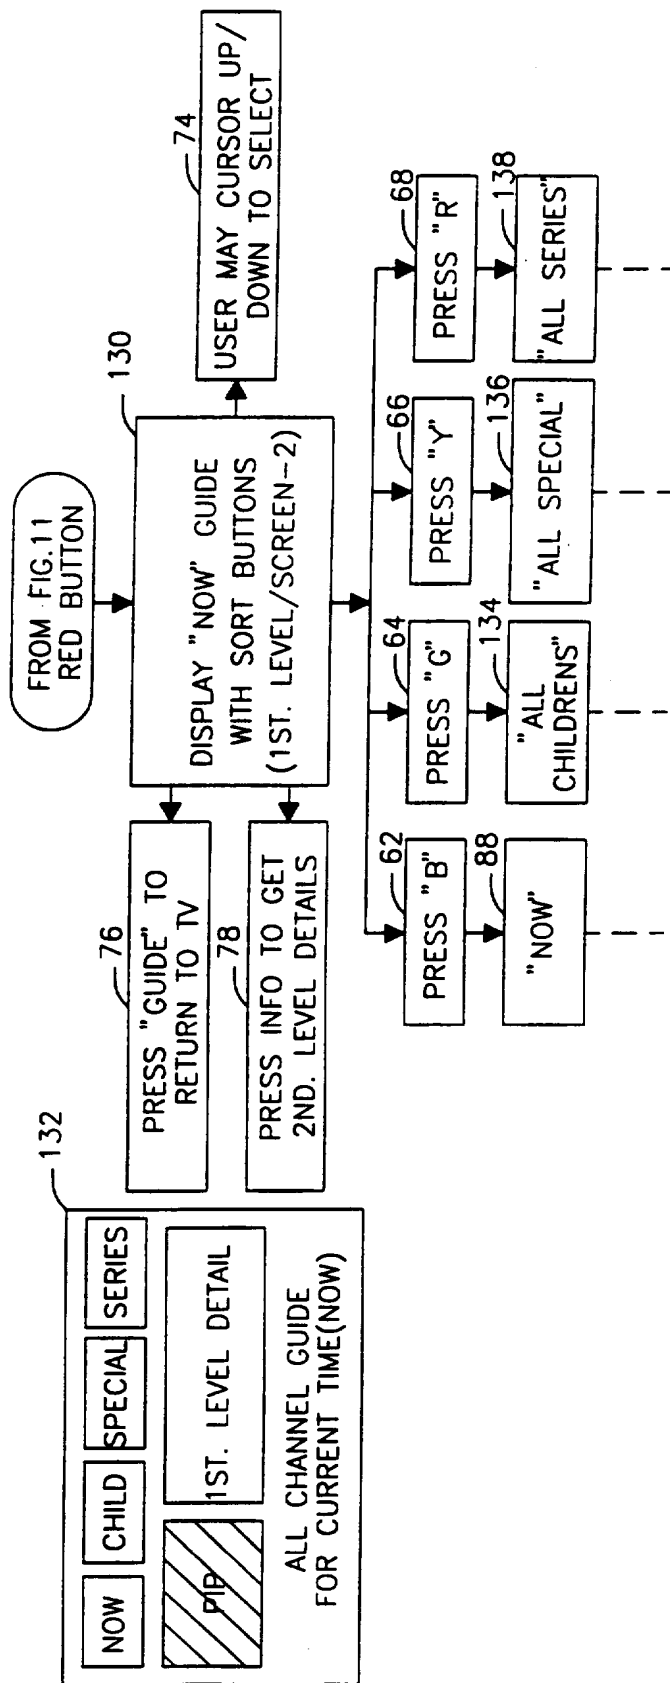 FROM FIG.11
RED BUTTON
130
DISPLAY "NOW" GUIDE
WITH SORT BUTTONS
(1ST. LEVEL/SCREEN-2)
74
USER MAY CURSOR UP/
DOWN TO SELECT
76
PRESS "GUIDE" TO
RETURN TO TV
78
PRESS INFO TO GET
2ND. LEVEL DETAILS
132
NOW
CHILD
SPECIAL
SERIES
PIP
1ST. LEVEL DETAIL
ALL CHANNEL GUIDE
FOR CURRENT TIME(NOW)
62
PRESS "B"
64
PRESS "G"
66
PRESS "Y"
68
PRESS "R"
88
"NOW"
134
"ALL
CHILDRENS"
136
"ALL SPECIAL"
138
"ALL SERIES"